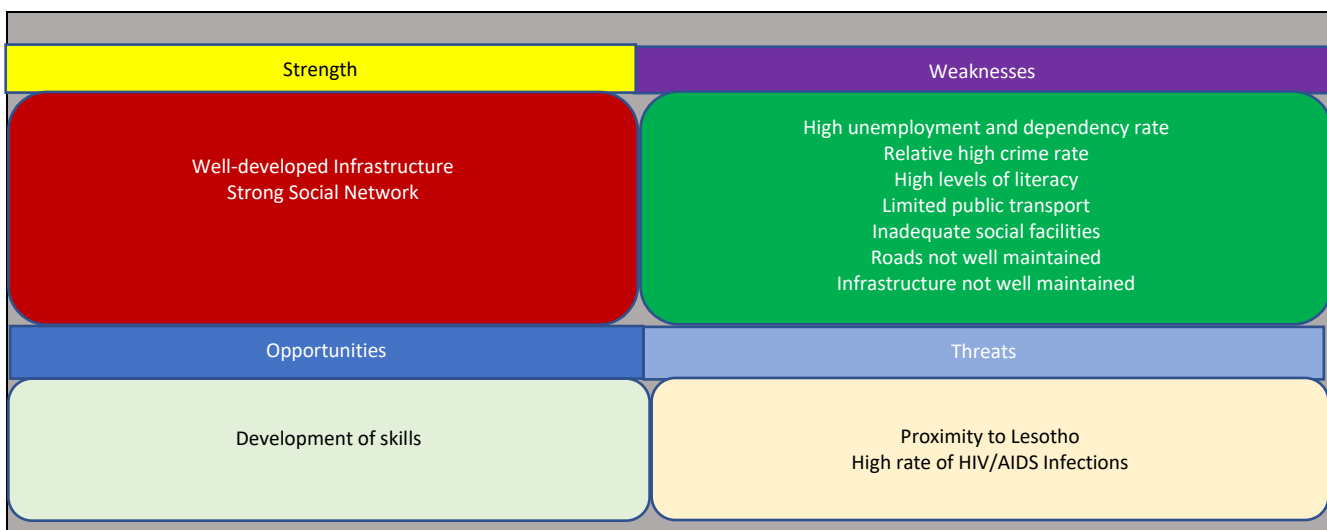 Strength
Weaknesses
Well-developed Infrastructure
Strong Social Network
High unemployment and dependency rate
Relative high crime rate
High levels of literacy
Limited public transport
Inadequate social facilities
Roads not well maintained
Infrastructure not well maintained
Opportunities
Threats
Development of skills
Proximity to Lesotho
High rate of HIV/AIDS Infections